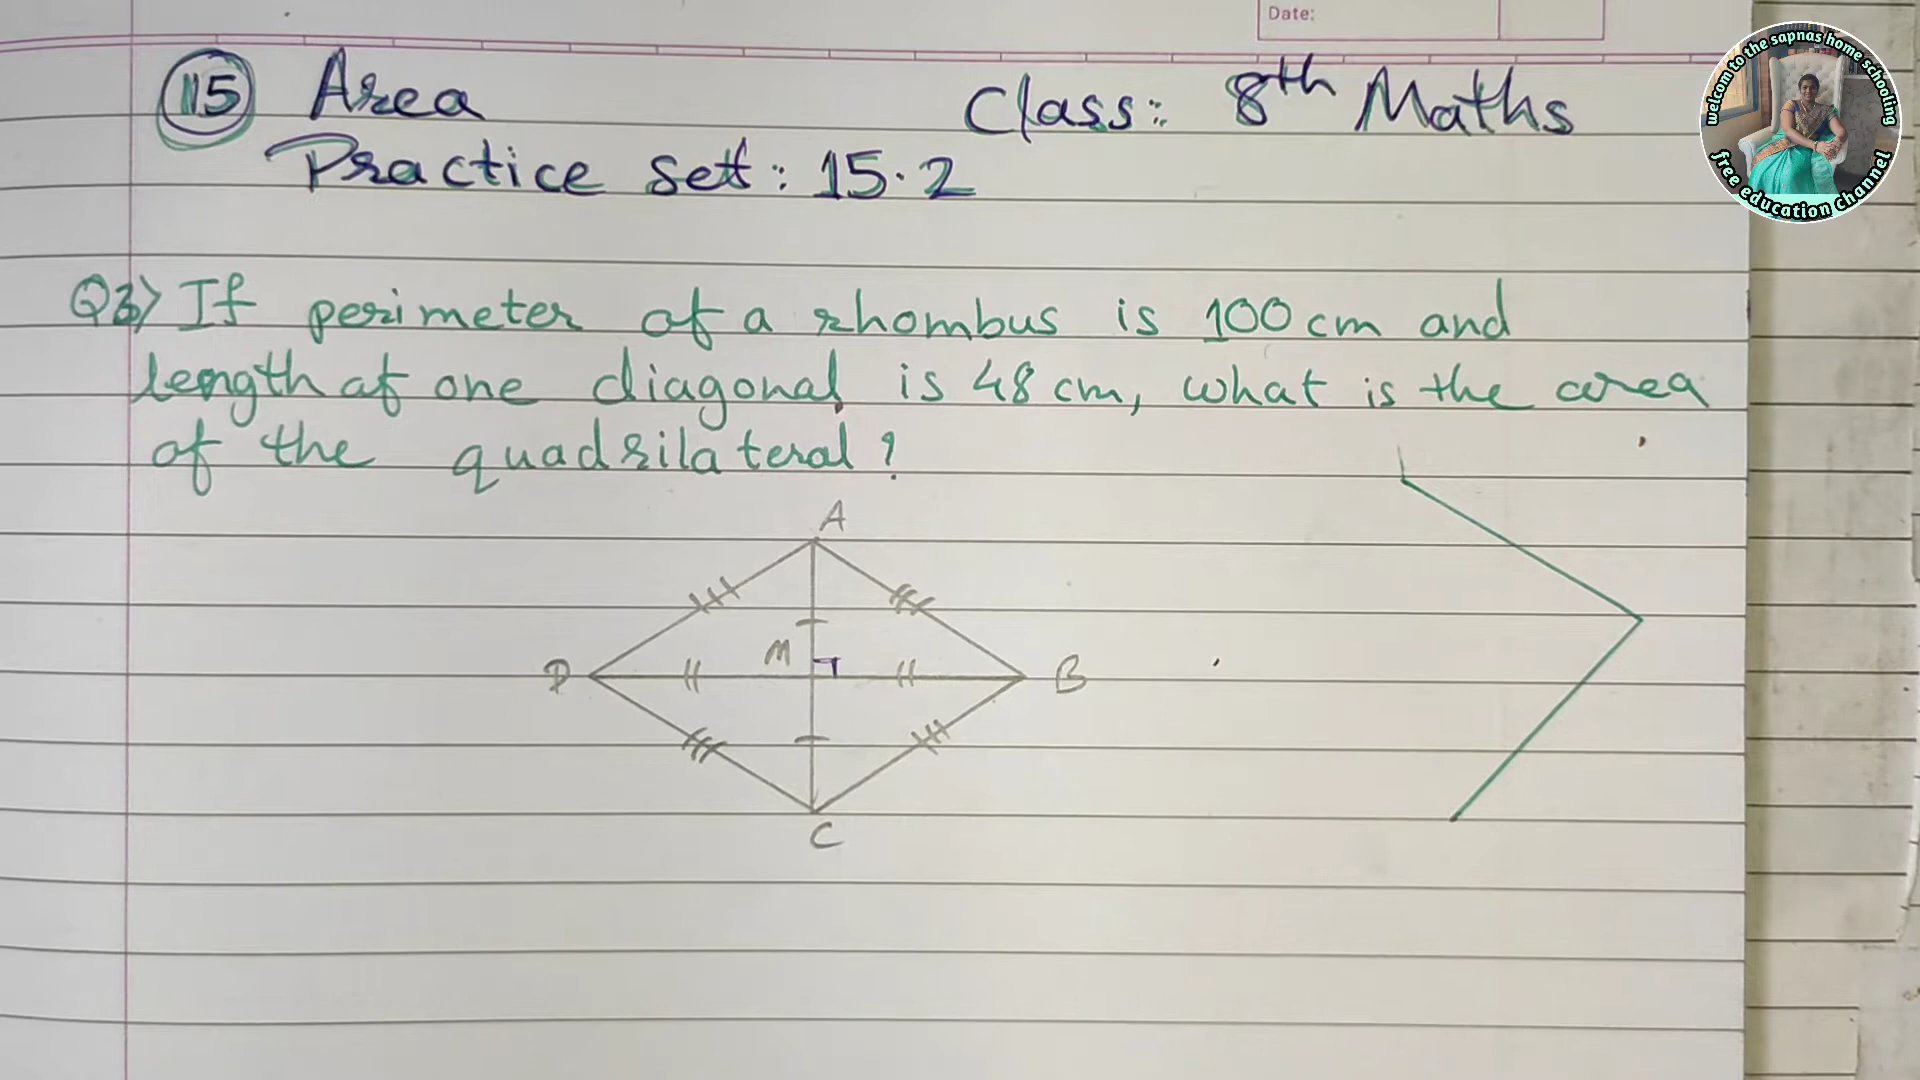 Date:
welcom to the sapnas home schooling
free education channel
15 Area Class: 8th Maths
Practice set: 15.2
Q3) If perimeter of a rhombus is 100 cm and
length of one diagonal is 48 cm, what is the area
of the quadrilateral?
A
M
D
B
C